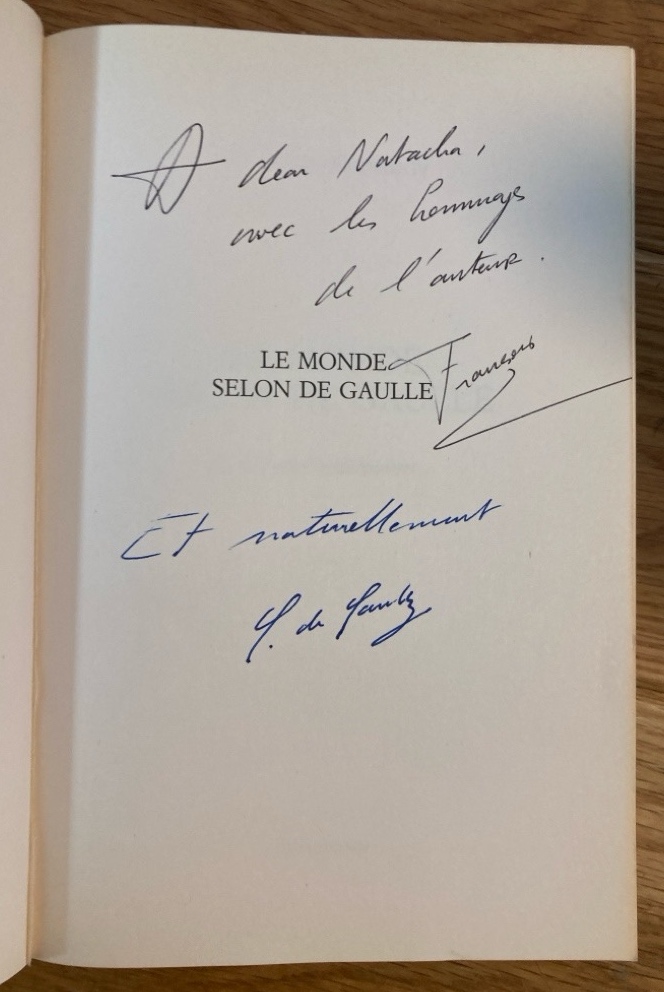 A dear Natacha,
avec les hommages
de l'auteur.
LE MONDE
SELON DE GAULLE
François
Et naturellement
C. de Gaulle